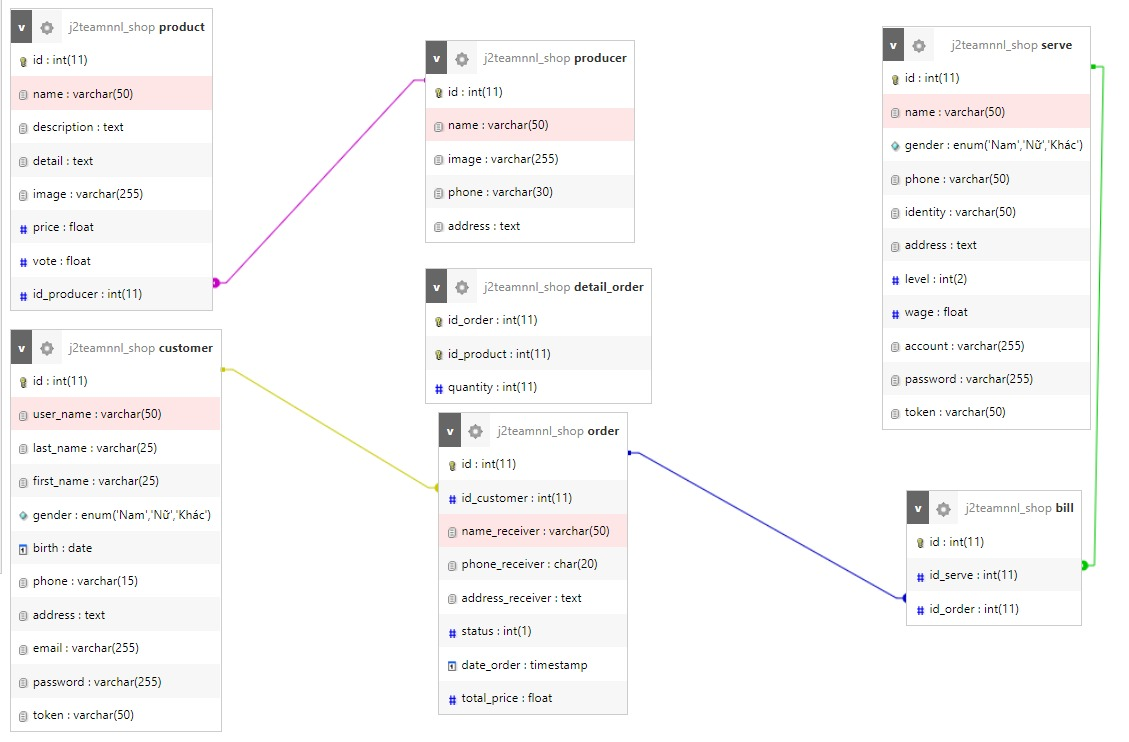 v j2teamnnl_shop product
id : int(11)
name : varchar(50)
description : text
detail : text
image : varchar(255)
# price : float
# vote : float
# id_producer : int(11)
v j2teamnnl_shop customer
id : int(11)
user_name : varchar(50)
last_name : varchar(25)
first_name : varchar(25)
gender : enum('Nam','Nữ','Khác')
birth : date
phone : varchar(15)
address : text
email : varchar(255)
password : varchar(255)
token : varchar(50)
v j2teamnnl_shop producer
id : int(11)
name : varchar(50)
image : varchar(255)
phone : varchar(30)
address : text
v j2teamnnl_shop detail_order
id_order : int(11)
id_product : int(11)
# quantity : int(11)
v j2teamnnl_shop order
id : int(11)
# id_customer : int(11)
name_receiver : varchar(50)
phone_receiver : char(20)
address_receiver : text
# status : int(1)
date_order : timestamp
# total_price : float
v j2teamnnl_shop serve
id : int(11)
name : varchar(50)
gender : enum('Nam','Nữ','Khác')
phone : varchar(50)
identity : varchar(50)
address : text
# level : int(2)
# wage : float
account : varchar(255)
password : varchar(255)
token : varchar(50)
v j2teamnnl_shop bill
id : int(11)
# id_serve : int(11)
# id_order : int(11)